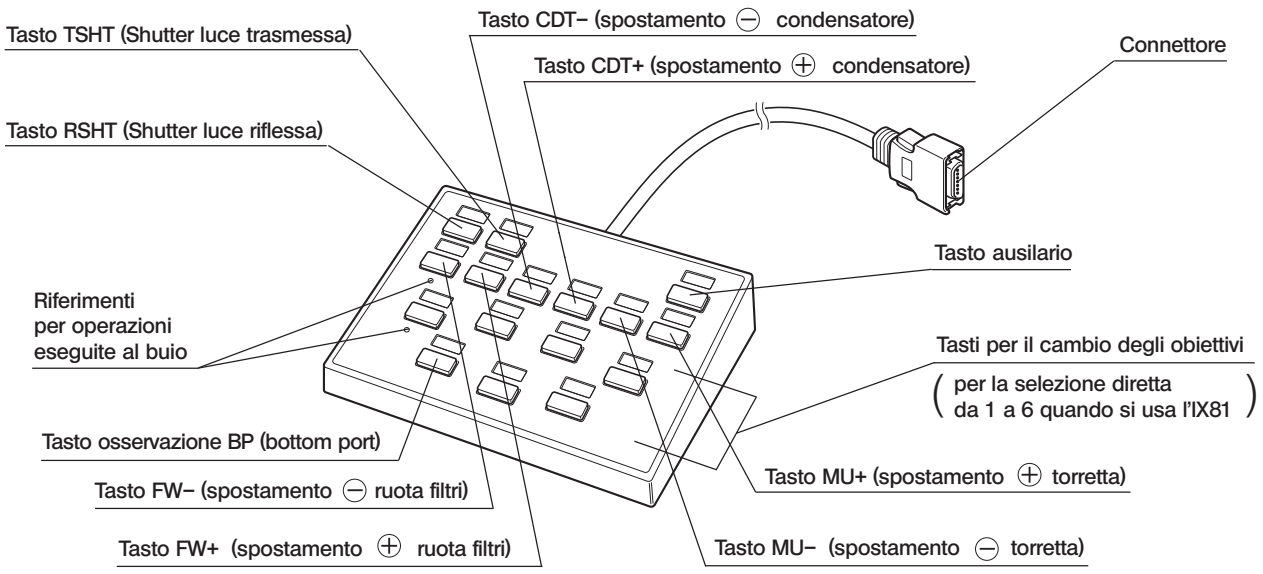 Tasto CDT– (spostamento ⊖ condensatore)
Tasto TSHT (Shutter luce trasmessa)
Connettore
Tasto CDT+ (spostamento ⊕ condensatore)
Tasto RSHT (Shutter luce riflessa)
Tasto ausilario
Riferimenti
per operazioni
eseguite al buio
Tasti per il cambio degli obiettivi
( per la selezione diretta
da 1 a 6 quando si usa l'IX81 )
Tasto osservazione BP (bottom port)
Tasto MU+ (spostamento ⊕ torretta)
Tasto FW– (spostamento ⊖ ruota filtri)
Tasto FW+ (spostamento ⊕ ruota filtri)
Tasto MU– (spostamento ⊖ torretta)